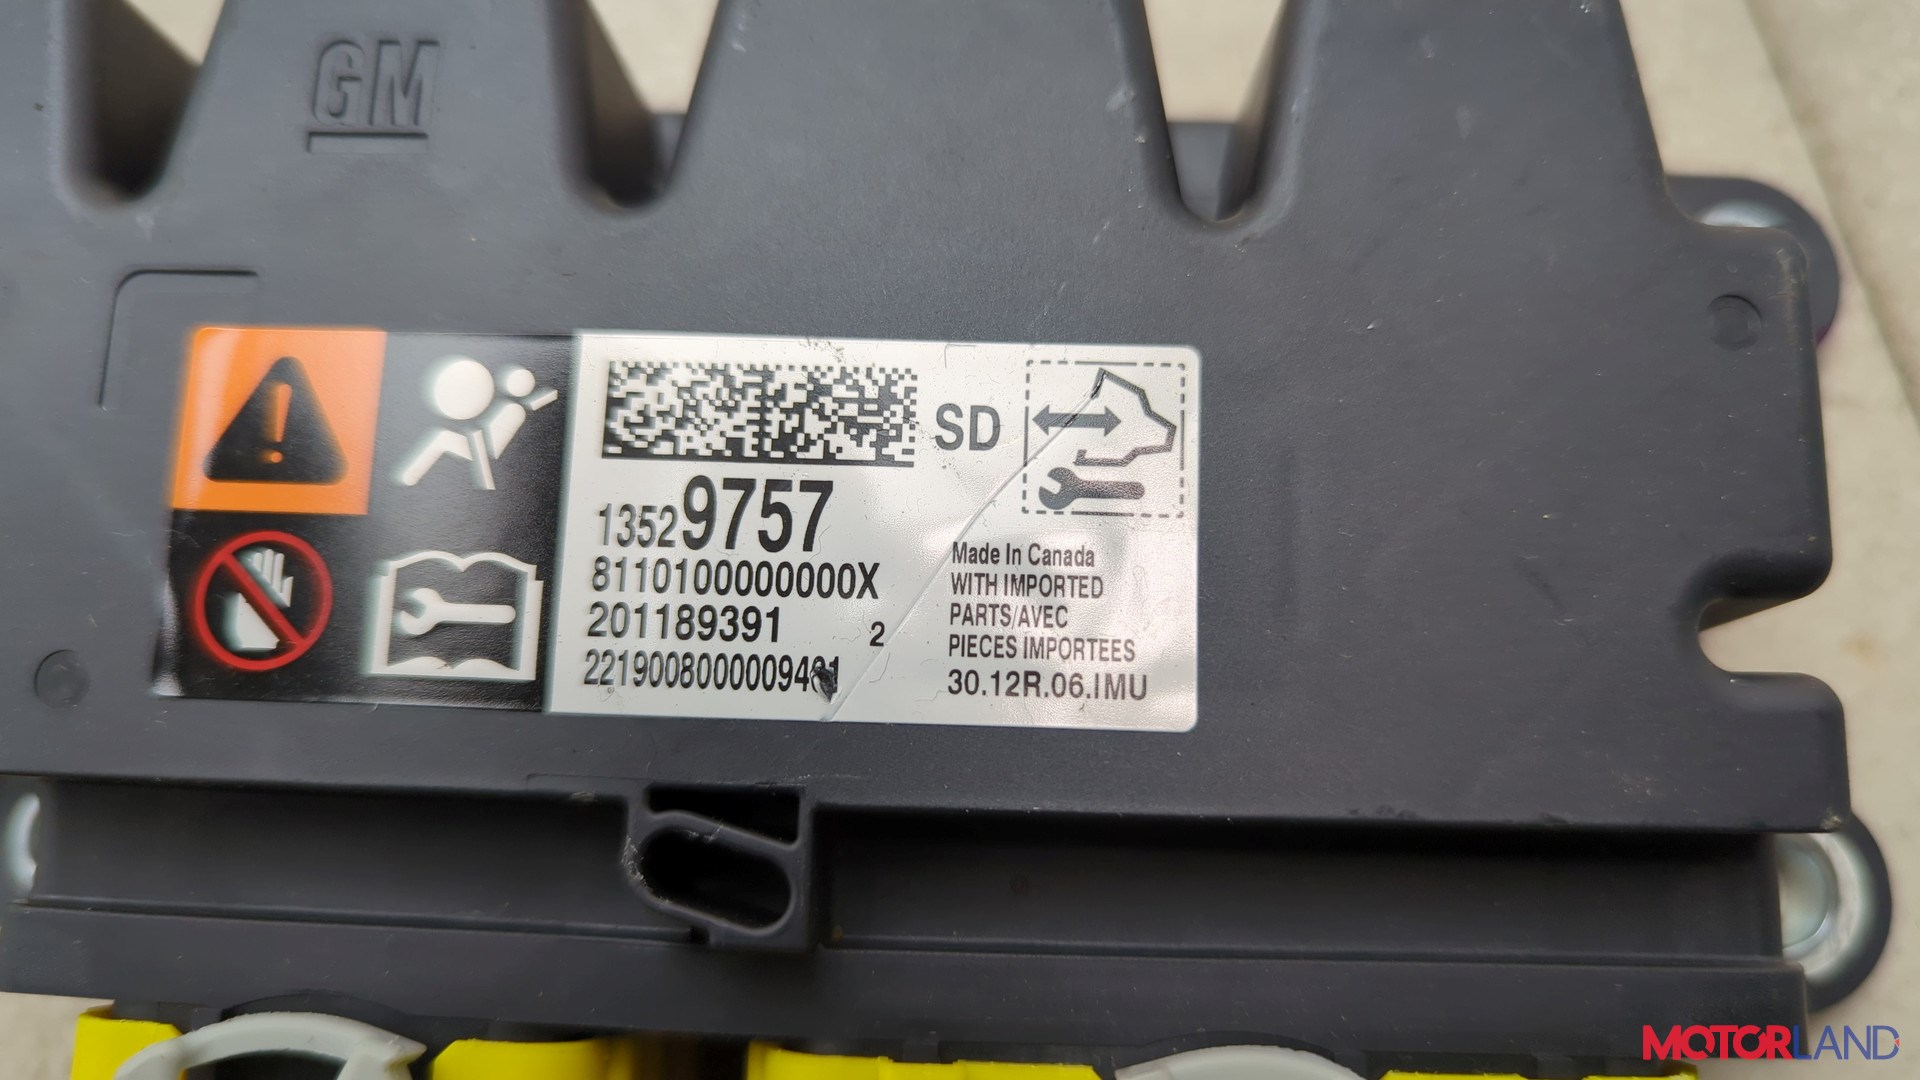 GM
SD
13529757
8110100000000X
201189391
2
Made In Canada
WITH IMPORTED
PARTS/AVEC
PIECES IMPORTEES
30.12R.06.IMU
MOTORLAND